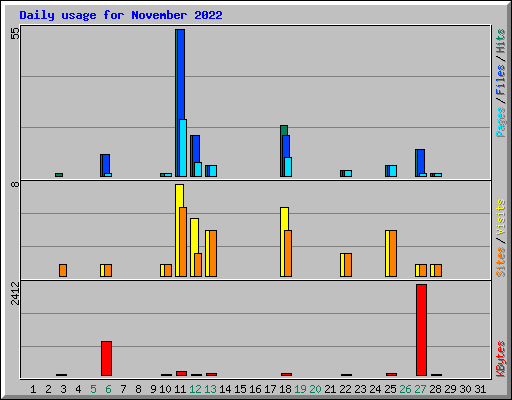 Daily usage for November 2022
55
8
2412
Pages / Files / Hits
Sites / Visits
KBytes
1 2 3 4 5 6 7 8 9 10 11 12 13 14 15 16 17 18 19 20 21 22 23 24 25 26 27 28 29 30 31